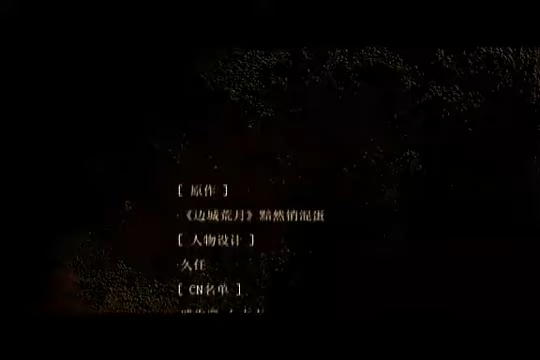 [ 原作 ]
·《边城荒月》黯然销混蛋
[ 人物设计 ]
·久任
[ CN名单 ]